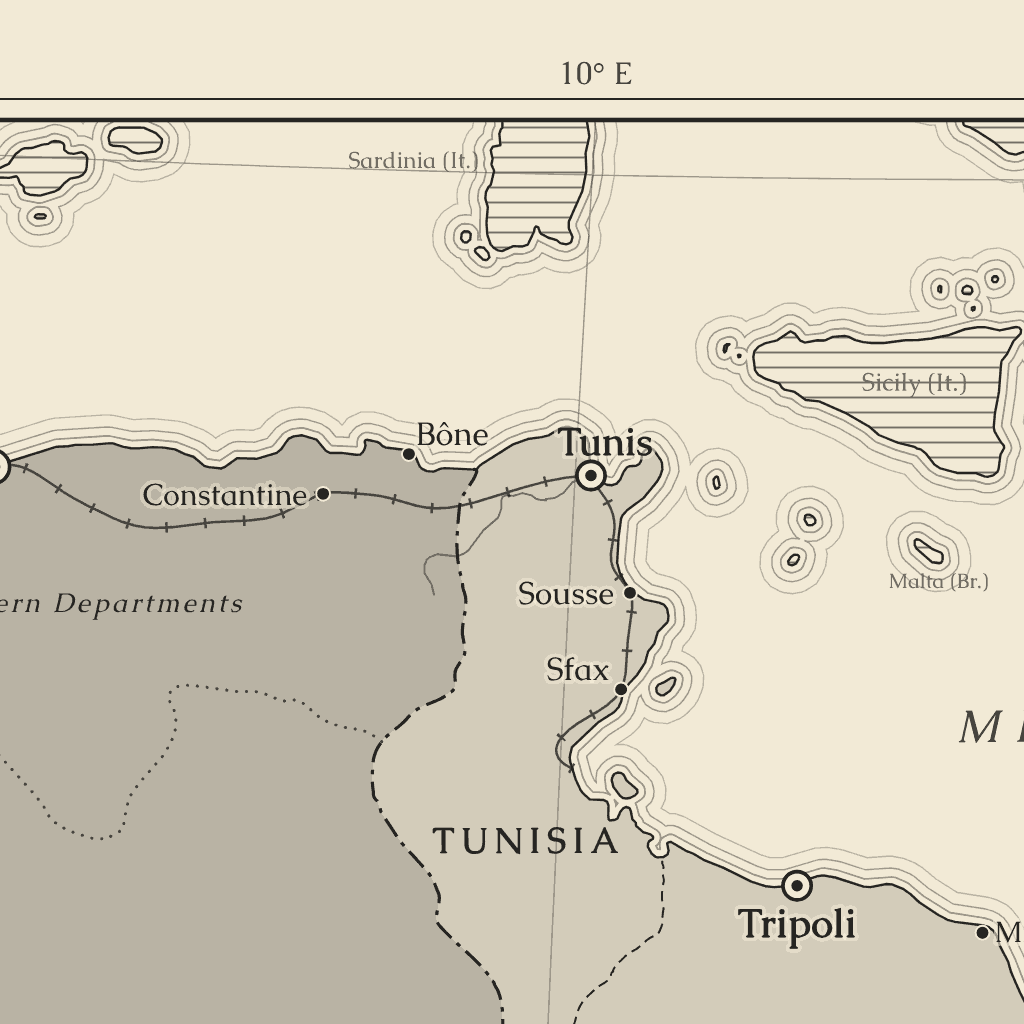 10° E
Sardinia (It.)
Sicily (It.)
Bône
Tunis
Constantine
Malta (Br.)
Sousse
ern Departments
Sfax
TUNISIA
Tripoli
M